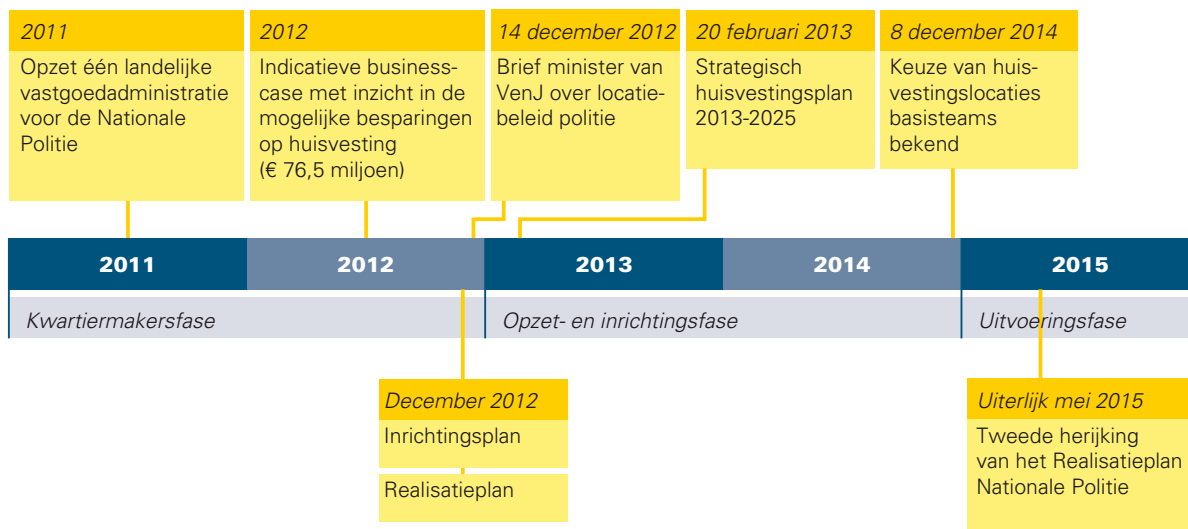 2011
Opzet één landelijke
vastgoedadministratie
voor de Nationale
Politie
2012
Indicatieve business-
case met inzicht in de
mogelijke besparingen
op huisvesting
(€ 76,5 miljoen)
14 december 2012
Brief minister van
VenJ over locatie-
beleid politie
20 februari 2013
Strategisch
huisvestingsplan
2013-2025
8 december 2014
Keuze van huis-
vestingslocaties
basisteams
bekend
2011
2012
2013
2014
2015
Kwartiermakersfase
Opzet- en inrichtingsfase
Uitvoeringsfase
December 2012
Inrichtingsplan
Realisatieplan
Uiterlijk mei 2015
Tweede herijking
van het Realisatieplan
Nationale Politie